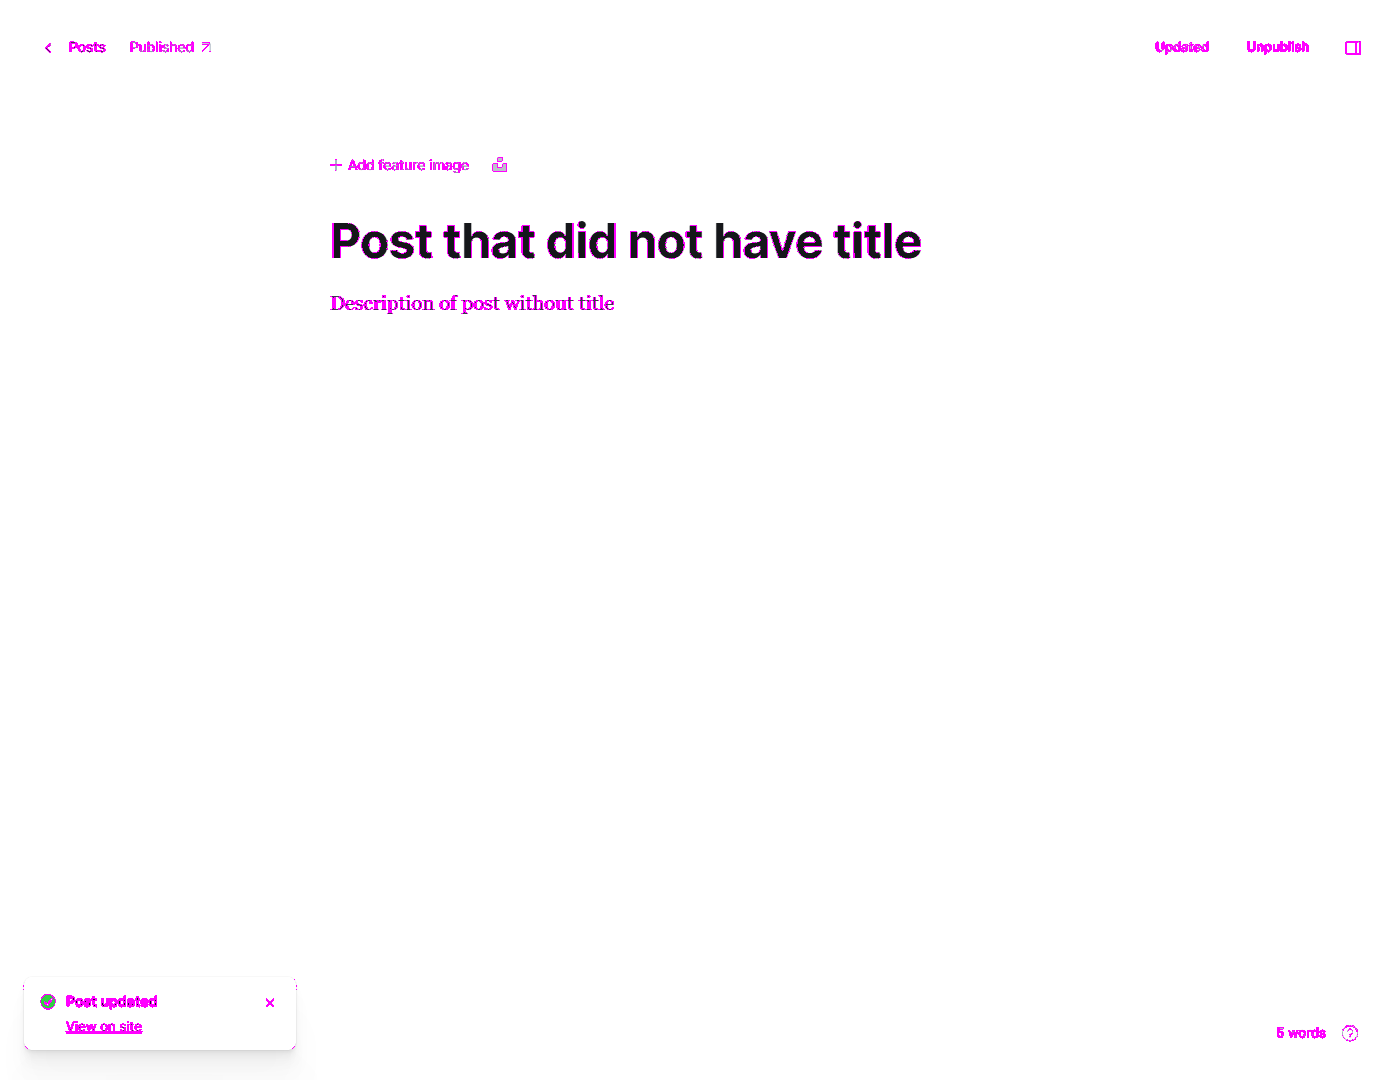 Posts Published
Updated Unpublish
Add feature image
Post that did not have title
Description of post without title
Post updated
View on site
5 words